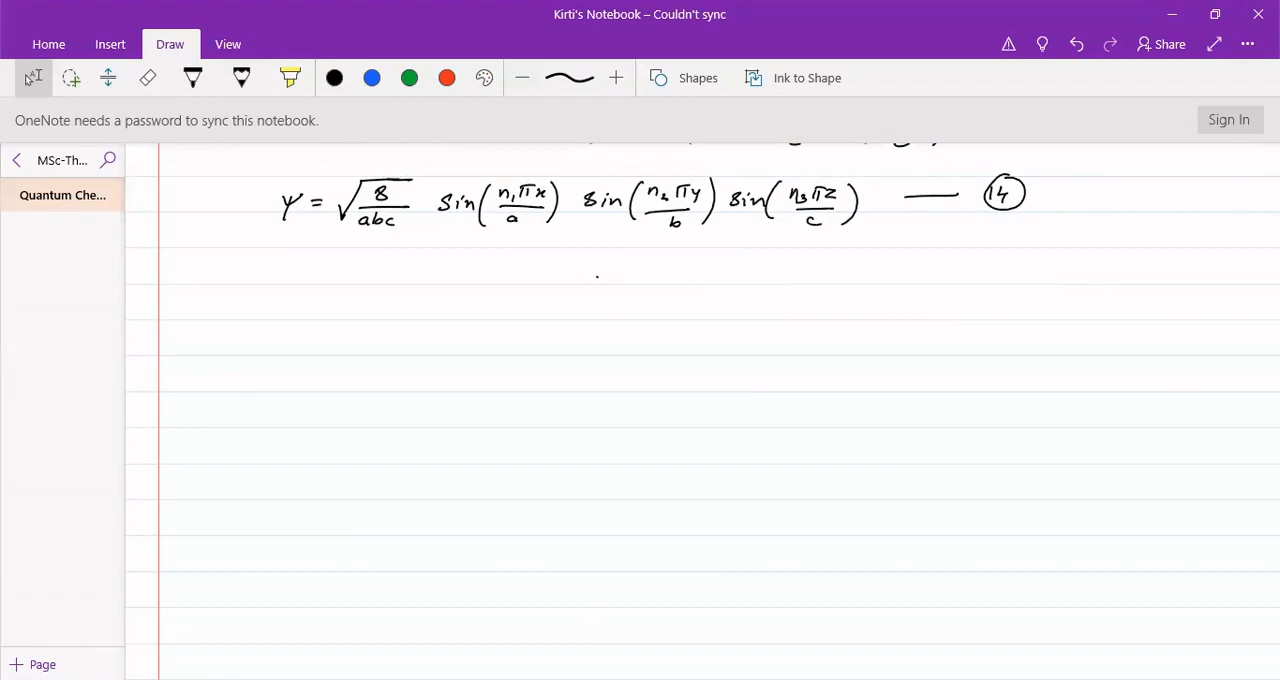 Kirti's Notebook – Couldn't sync
Home Insert Draw View Share
Shapes Ink to Shape
OneNote needs a password to sync this notebook. Sign In
MSc-Th...
Quantum Che...
ψ = √(8/abc) sin(n₁πx/a) sin(n₂πy/b) sin(n₃πz/c) —— ⑭
+ Page